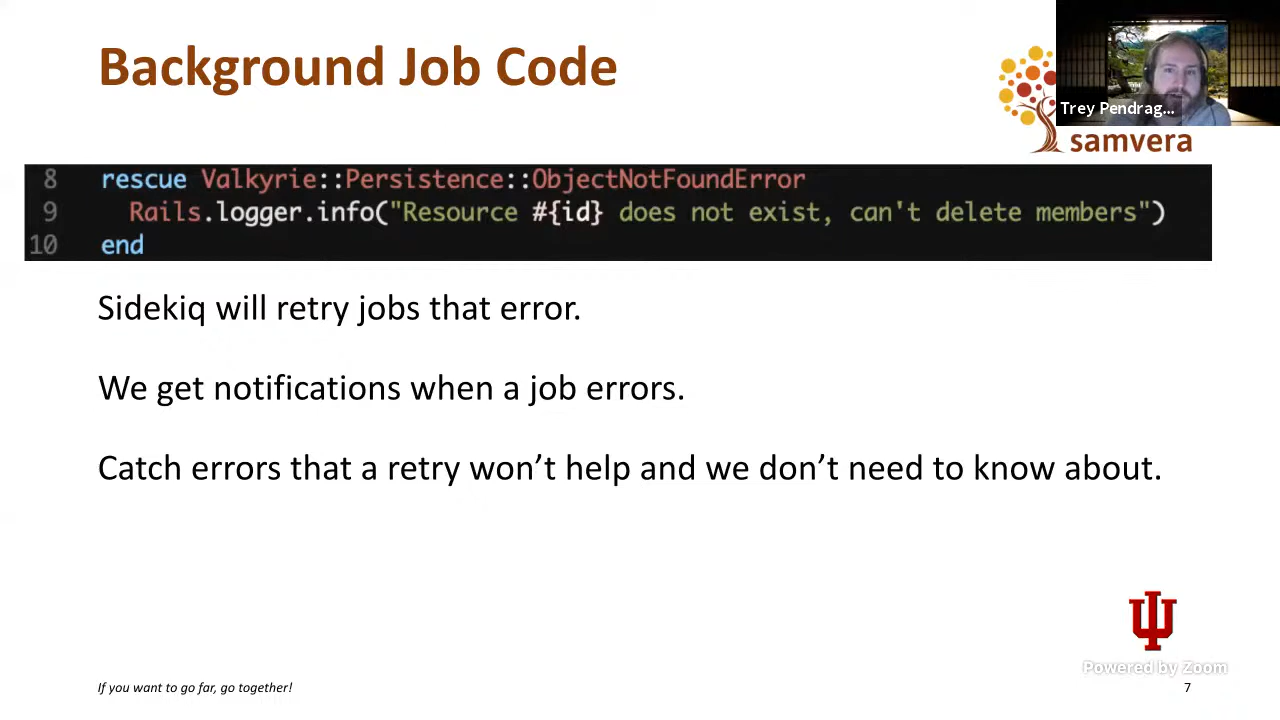 Background Job Code
Trey Pendrag...
samvera
8 rescue Valkyrie::Persistence::ObjectNotFoundError
9 Rails.logger.info("Resource #{id} does not exist, can't delete members")
10 end
Sidekiq will retry jobs that error.
We get notifications when a job errors.
Catch errors that a retry won’t help and we don’t need to know about.
Powered by Zoom
If you want to go far, go together!
7